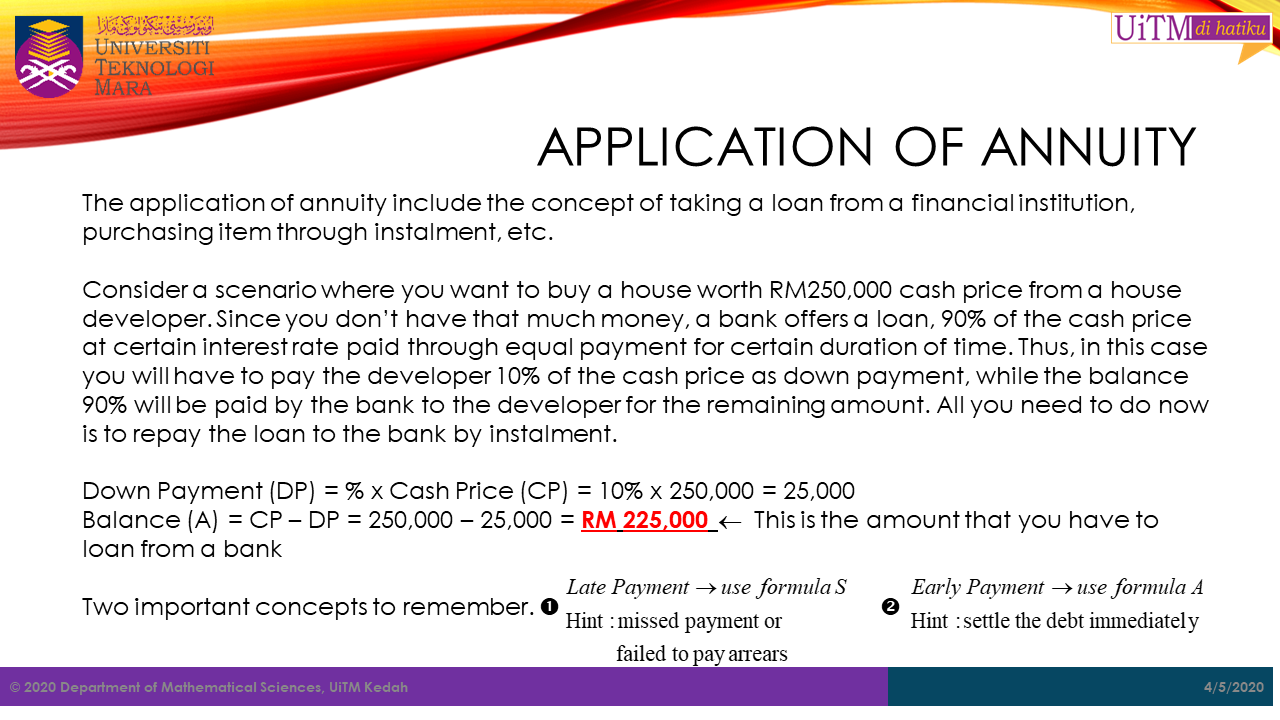 UNIVERSITI
TEKNOLOGI
MARA
UiTM di hatiku
APPLICATION OF ANNUITY
The application of annuity include the concept of taking a loan from a financial institution,
purchasing item through instalment, etc.
Consider a scenario where you want to buy a house worth RM250,000 cash price from a house
developer. Since you don’t have that much money, a bank offers a loan, 90% of the cash price
at certain interest rate paid through equal payment for certain duration of time. Thus, in this case
you will have to pay the developer 10% of the cash price as down payment, while the balance
90% will be paid by the bank to the developer for the remaining amount. All you need to do now
is to repay the loan to the bank by instalment.
Down Payment (DP) = % x Cash Price (CP) = 10% x 250,000 = 25,000
Balance (A) = CP – DP = 250,000 – 25,000 = RM 225,000 ← This is the amount that you have to
loan from a bank
Two important concepts to remember. ❶ Late Payment → use formula S
Hint : missed payment or
failed to pay arrears
❷ Early Payment → use formula A
Hint : settle the debt immediately
© 2020 Department of Mathematical Sciences, UiTM Kedah
4/5/2020